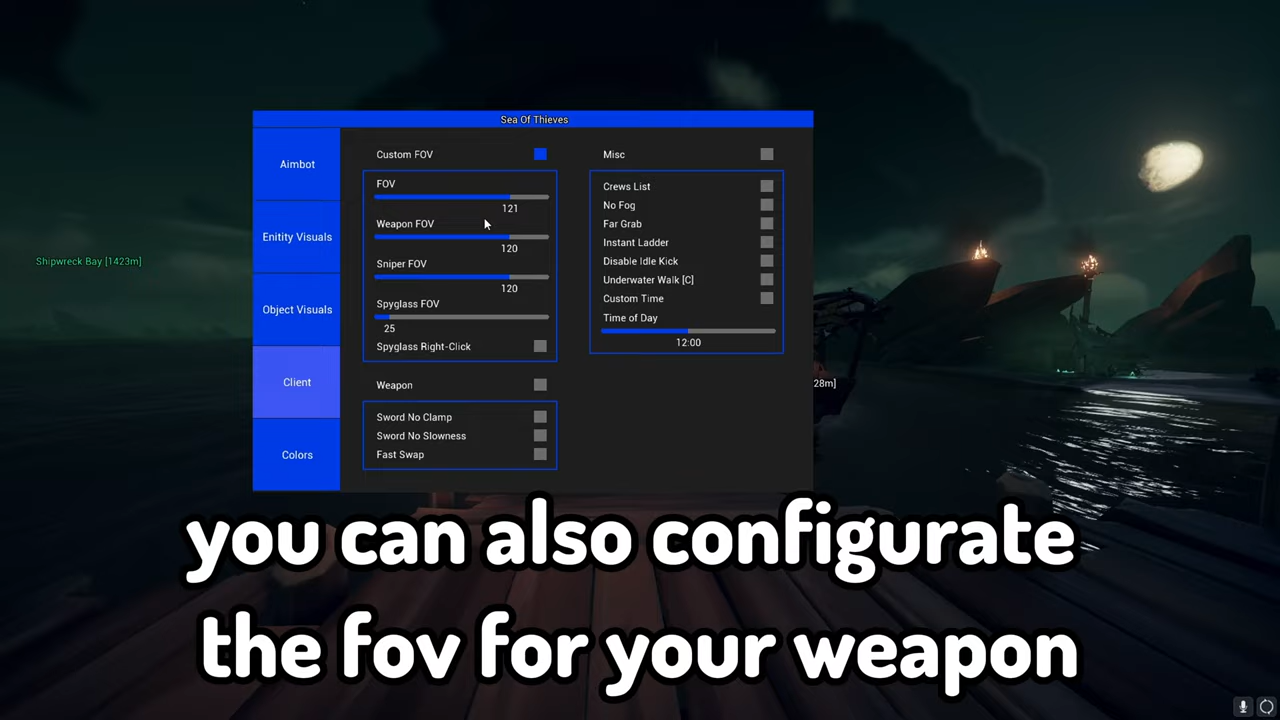 Sea Of Thieves
Aimbot
Enitity Visuals
Object Visuals
Client
Colors
Custom FOV
FOV
121
Weapon FOV
120
Sniper FOV
120
Spyglass FOV
25
Spyglass Right-Click
Weapon
Sword No Clamp
Sword No Slowness
Fast Swap
Misc
Crews List
No Fog
Far Grab
Instant Ladder
Disable Idle Kick
Underwater Walk [C]
Custom Time
Time of Day
12:00
Shipwreck Bay [1423m]
28m]
you can also configurate
the fov for your weapon